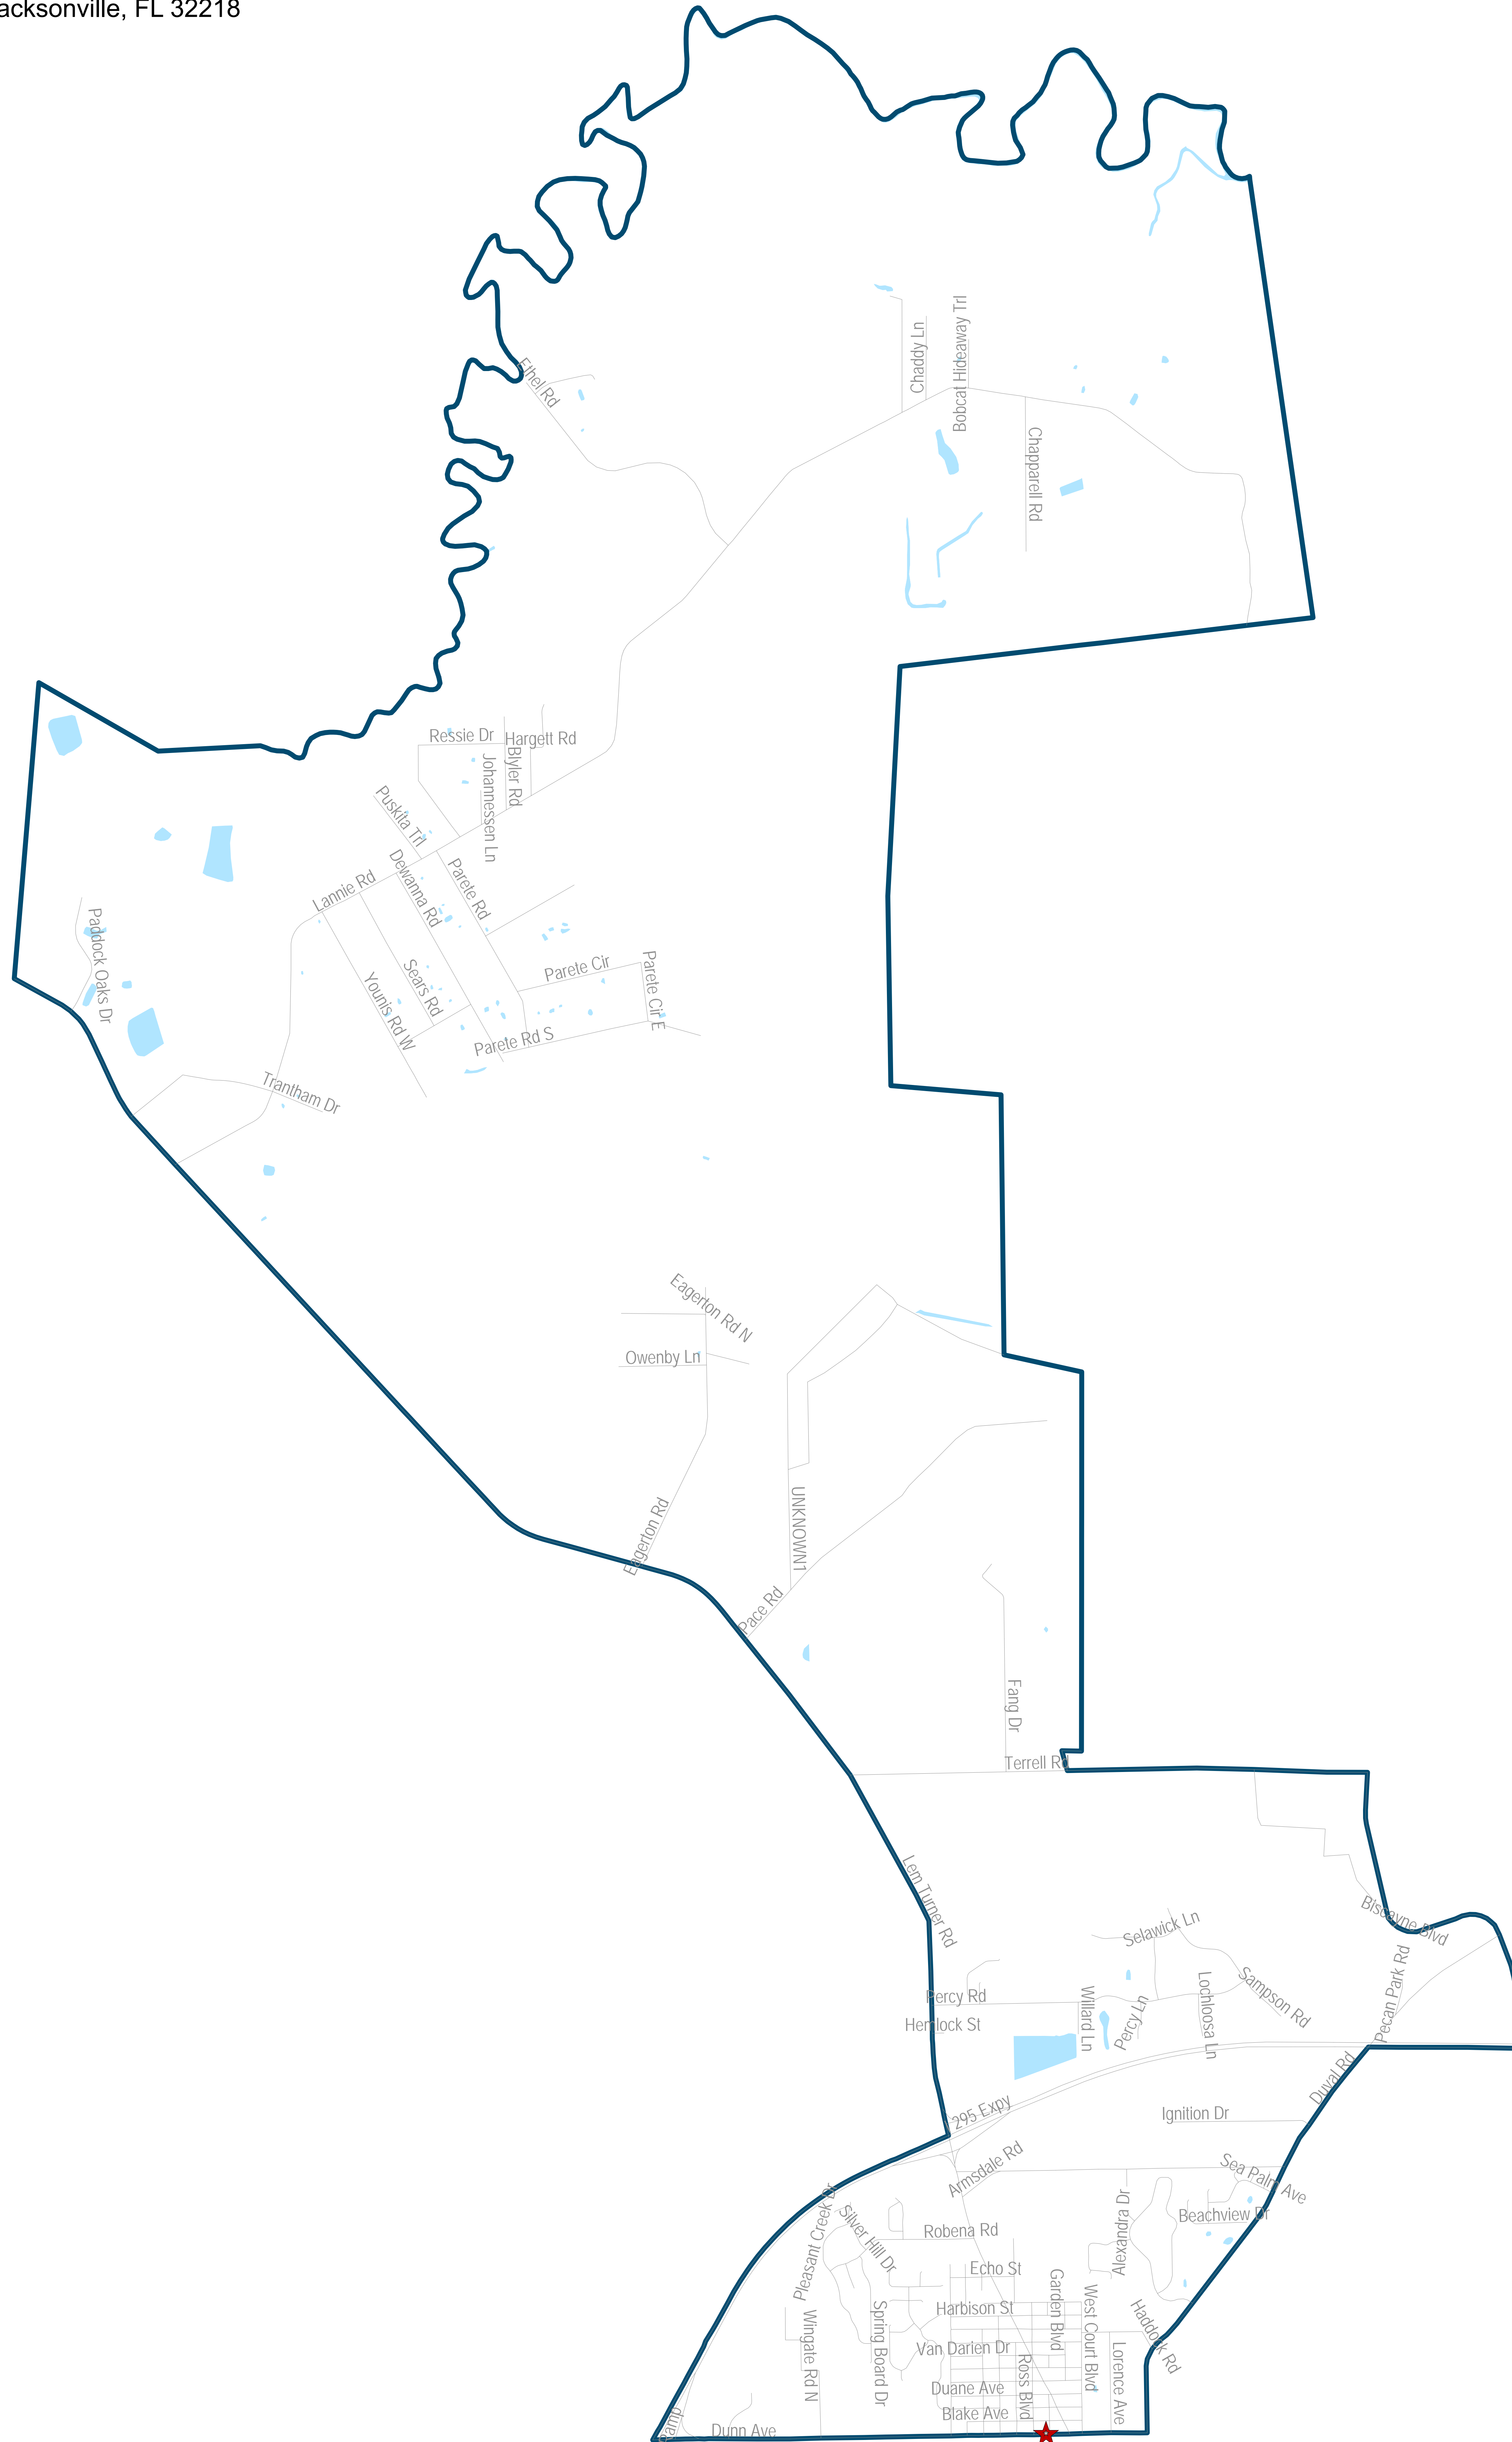 acksonville, FL 32218
Ethel Rd
Chaddy Ln
Bobcat Hideaway Trl
Chapparell Rd
Ressie Dr
Hargett Rd
Blyler Rd
Johannessen Ln
Puskita Trl
Dewanna Rd
Parete Rd
Lannie Rd
Paddock Oaks Dr
Sears Rd
Younis Rd W
Parete Cir
Parete Cir E
Parete Rd S
Trantham Dr
Eagerton Rd N
Owenby Ln
Eagerton Rd
UNKNOWN1
Pace Rd
Fang Dr
Terrell Rd
Lem Turner Rd
Biscayne Blvd
Selawick Ln
Sampson Rd
Pecan Park Rd
Percy Rd
Willard Ln
Percy Ln
Lochloosa Ln
Hemlock St
Duval Rd
295 Expy
Ignition Dr
Armsdale Rd
Sea Palm Ave
Pleasant Creek Dr
Silver Hill Dr
Robena Rd
Alexandra Dr
Beachview Dr
Echo St
Garden Blvd
West Court Blvd
Harbison St
Haddock Rd
Wingate Rd N
Spring Board Dr
Van Darien Dr
Ross Blvd
Lorence Ave
Duane Ave
Blake Ave
Dunn Ave
Ramp